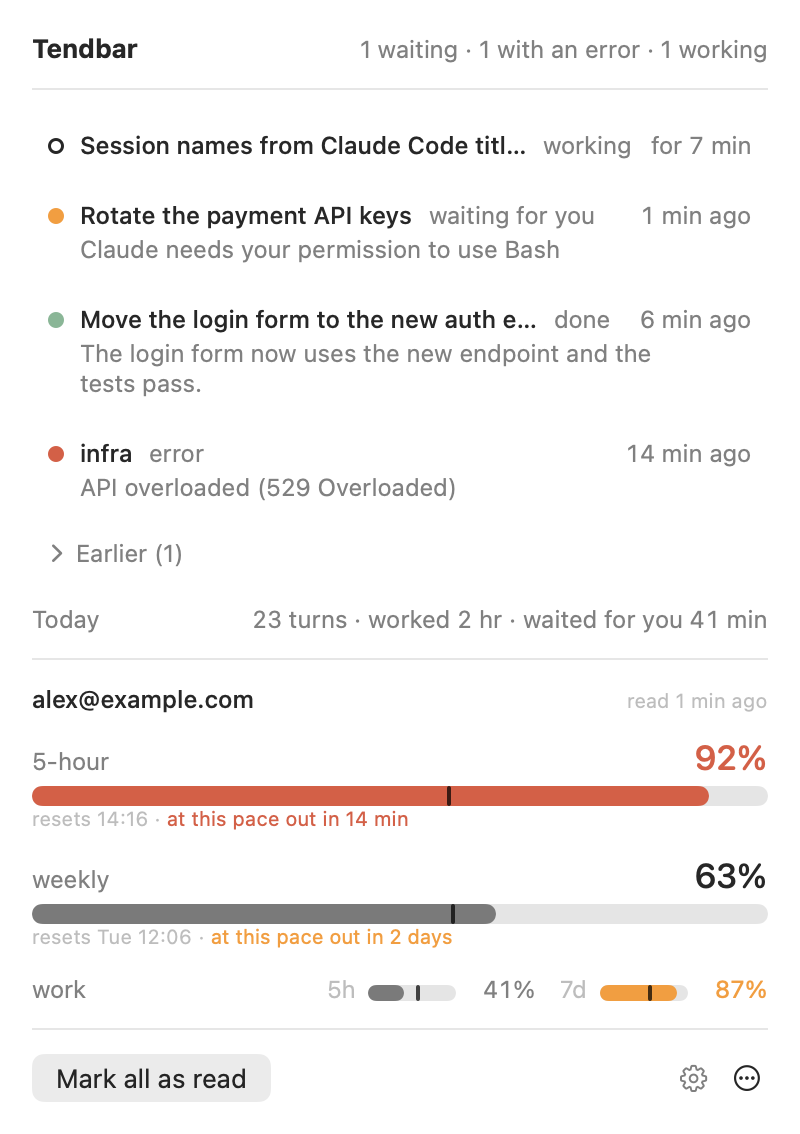 Tendbar 1 waiting · 1 with an error · 1 working
Session names from Claude Code titl... working for 7 min
Rotate the payment API keys waiting for you 1 min ago
Claude needs your permission to use Bash
Move the login form to the new auth e... done 6 min ago
The login form now uses the new endpoint and the
tests pass.
infra error 14 min ago
API overloaded (529 Overloaded)
Earlier (1)
Today 23 turns · worked 2 hr · waited for you 41 min
alex@example.com read 1 min ago
5-hour 92%
resets 14:16 · at this pace out in 14 min
weekly 63%
resets Tue 12:06 · at this pace out in 2 days
work 5h 41% 7d 87%
Mark all as read